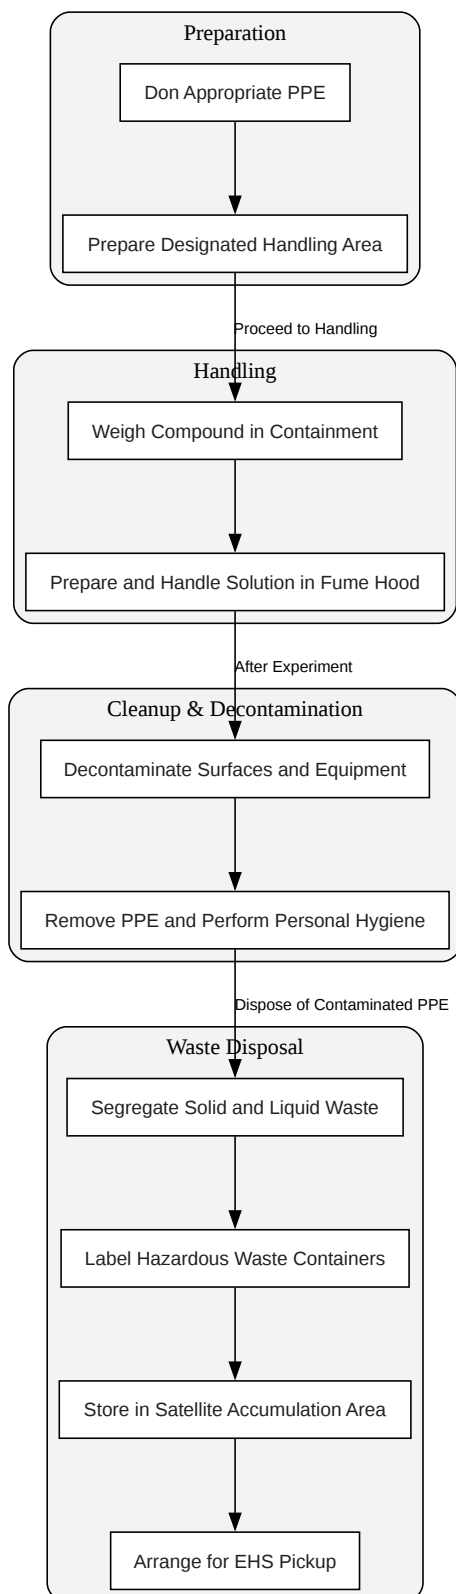 Preparation
Don Appropriate PPE
Prepare Designated Handling Area
Proceed to Handling
Handling
Weigh Compound in Containment
Prepare and Handle Solution in Fume Hood
After Experiment
Cleanup & Decontamination
Decontaminate Surfaces and Equipment
Remove PPE and Perform Personal Hygiene
Dispose of Contaminated PPE
Waste Disposal
Segregate Solid and Liquid Waste
Label Hazardous Waste Containers
Store in Satellite Accumulation Area
Arrange for EHS Pickup